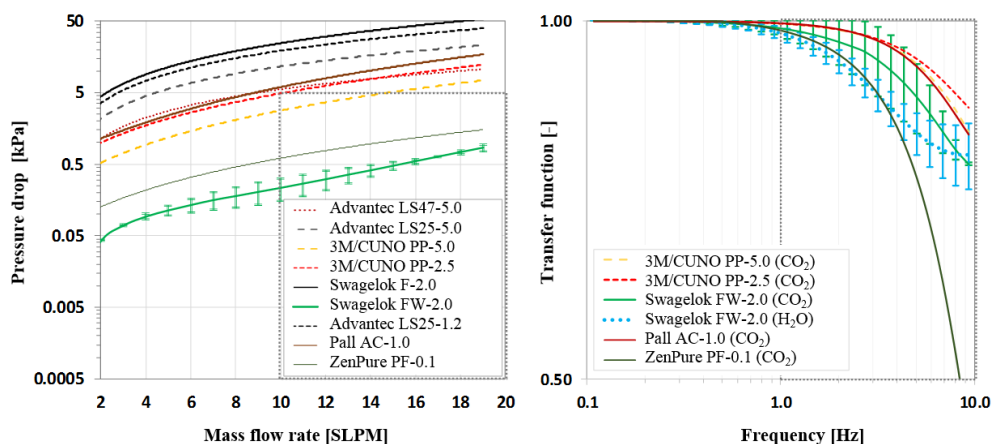 50
5
0.5
0.05
0.005
0.0005
Pressure drop [kPa]
Advantec LS47-5.0
Advantec LS25-5.0
3M/CUNO PP-5.0
3M/CUNO PP-2.5
Swagelok F-2.0
Swagelok FW-2.0
Advantec LS25-1.2
Pall AC-1.0
ZenPure PF-0.1
2 4 6 8 10 12 14 16 18 20
Mass flow rate [SLPM]
1.00
0.50
Transfer function [-]
3M/CUNO PP-5.0 (CO₂)
3M/CUNO PP-2.5 (CO₂)
Swagelok FW-2.0 (CO₂)
Swagelok FW-2.0 (H₂O)
Pall AC-1.0 (CO₂)
ZenPure PF-0.1 (CO₂)
0.1 1.0 10.0
Frequency [Hz]